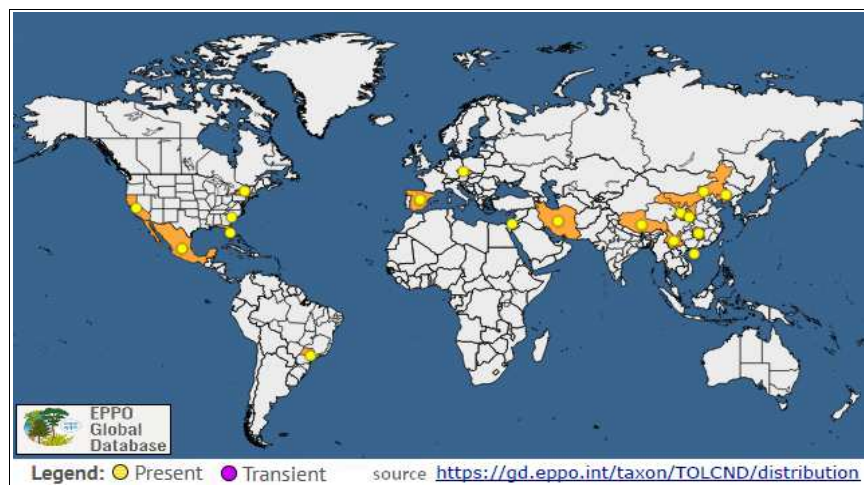 EPPO
Global
Database
Legend: Present Transient source https://gd.eppo.int/taxon/TOLCND/distribution